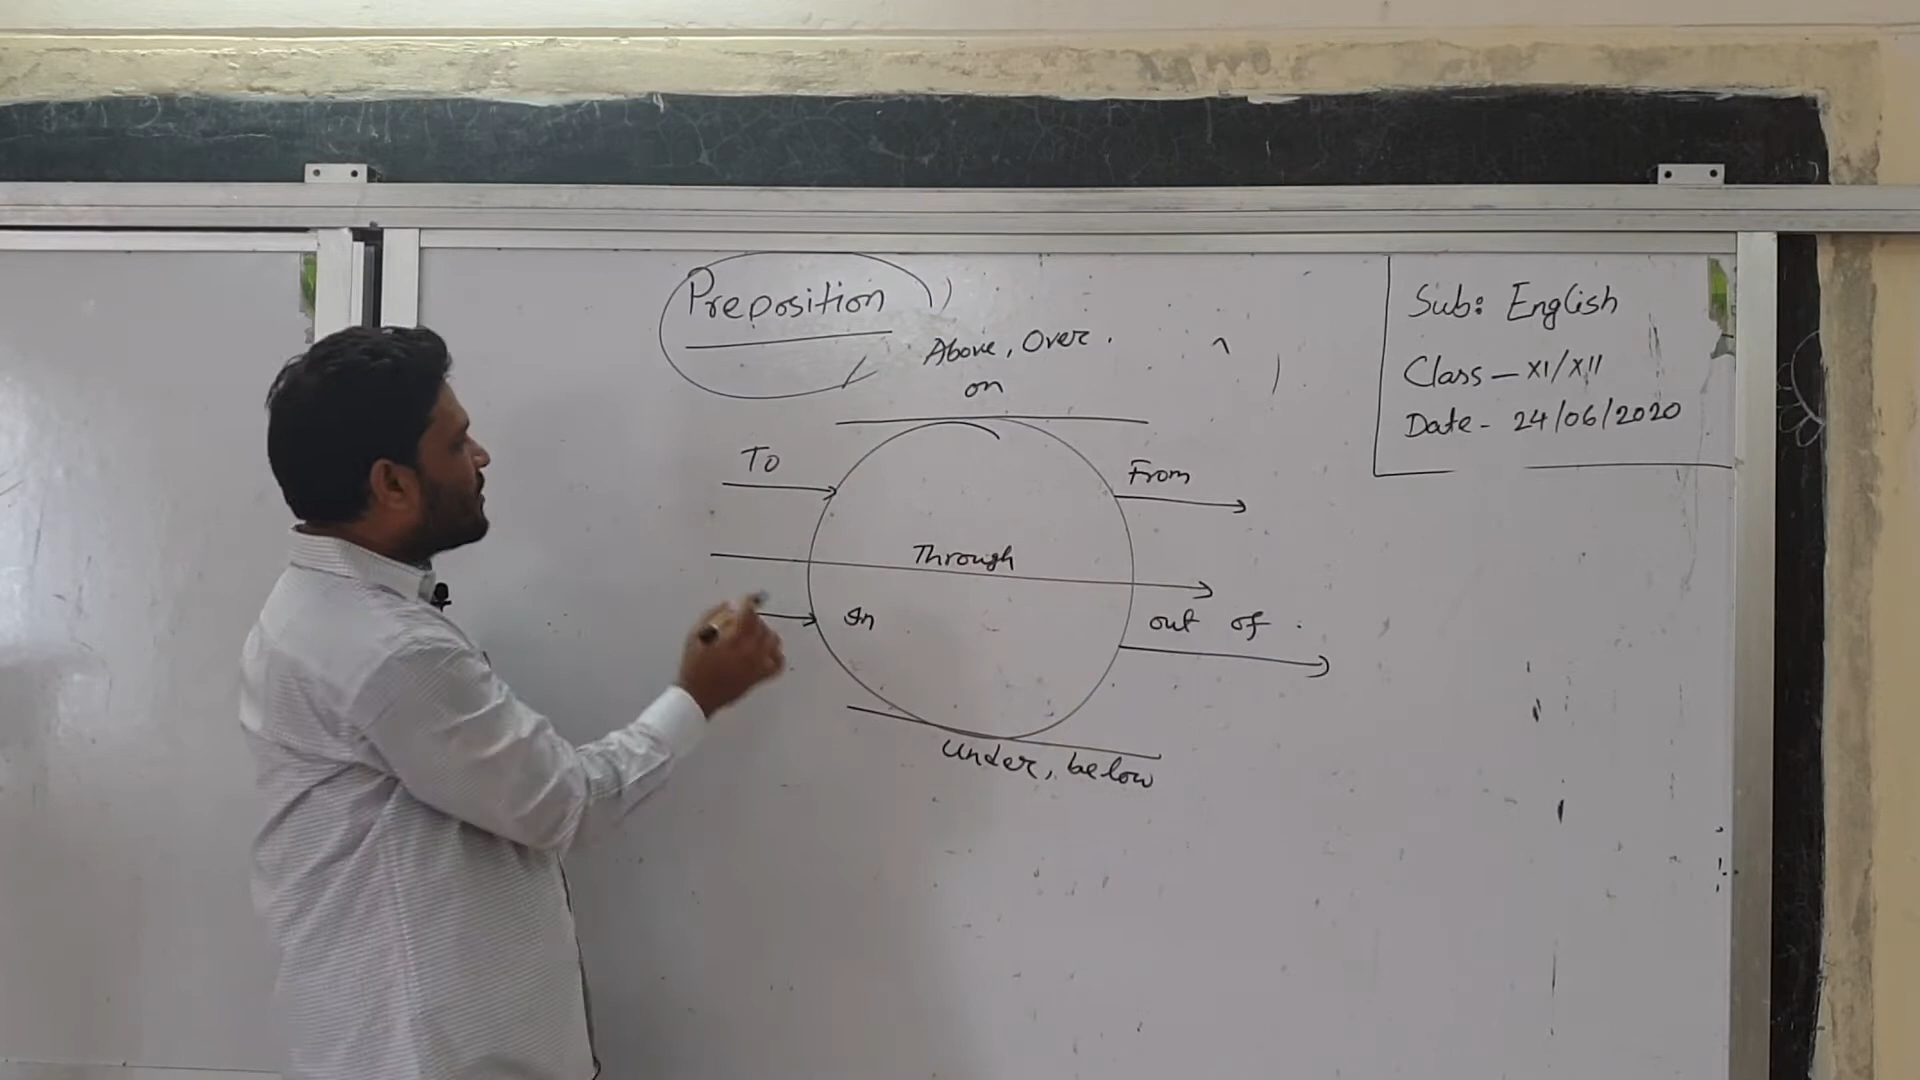 Preposition
Above, Over.
on
To
From
Through
In
out of.
Under, below
Sub: English
Class - XI/XII
Date - 24/06/2020